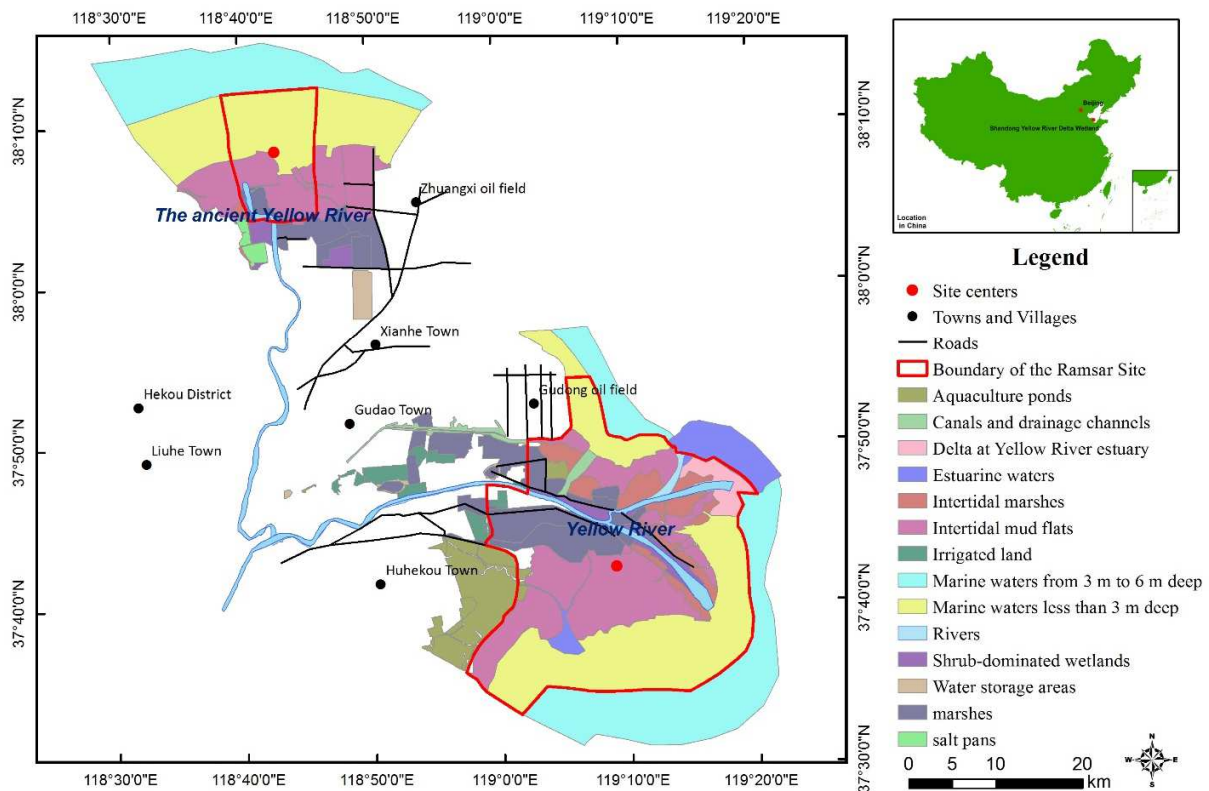 118°30'0"E 118°40'0"E 118°50'0"E 119°0'0"E 119°10'0"E 119°20'0"E
38°10'0"N
38°0'0"N
37°50'0"N
37°40'0"N
Zhuangxi oil field
The ancient Yellow River
Xianhe Town
Hekou District
Gudao Town
Liuhe Town
Gudong oil field
Yellow River
Huhekou Town
38°10'0"N
38°0'0"N
37°50'0"N
37°40'0"N
37°30'0"N
118°30'0"E 118°40'0"E 118°50'0"E 119°0'0"E 119°10'0"E 119°20'0"E
Beijing
Shandong Yellow River Delta Wetland
Location
in China
Legend
Site centers
Towns and Villages
Roads
Boundary of the Ramsar Site
Aquaculture ponds
Canals and drainage channcls
Delta at Yellow River estuary
Estuarine waters
Intertidal marshes
Intertidal mud flats
Irrigated land
Marine waters from 3 m to 6 m deep
Marine waters less than 3 m deep
Rivers
Shrub-dominated wetlands
Water storage areas
marshes
salt pans
N
W E
S
0 5 10 20
km